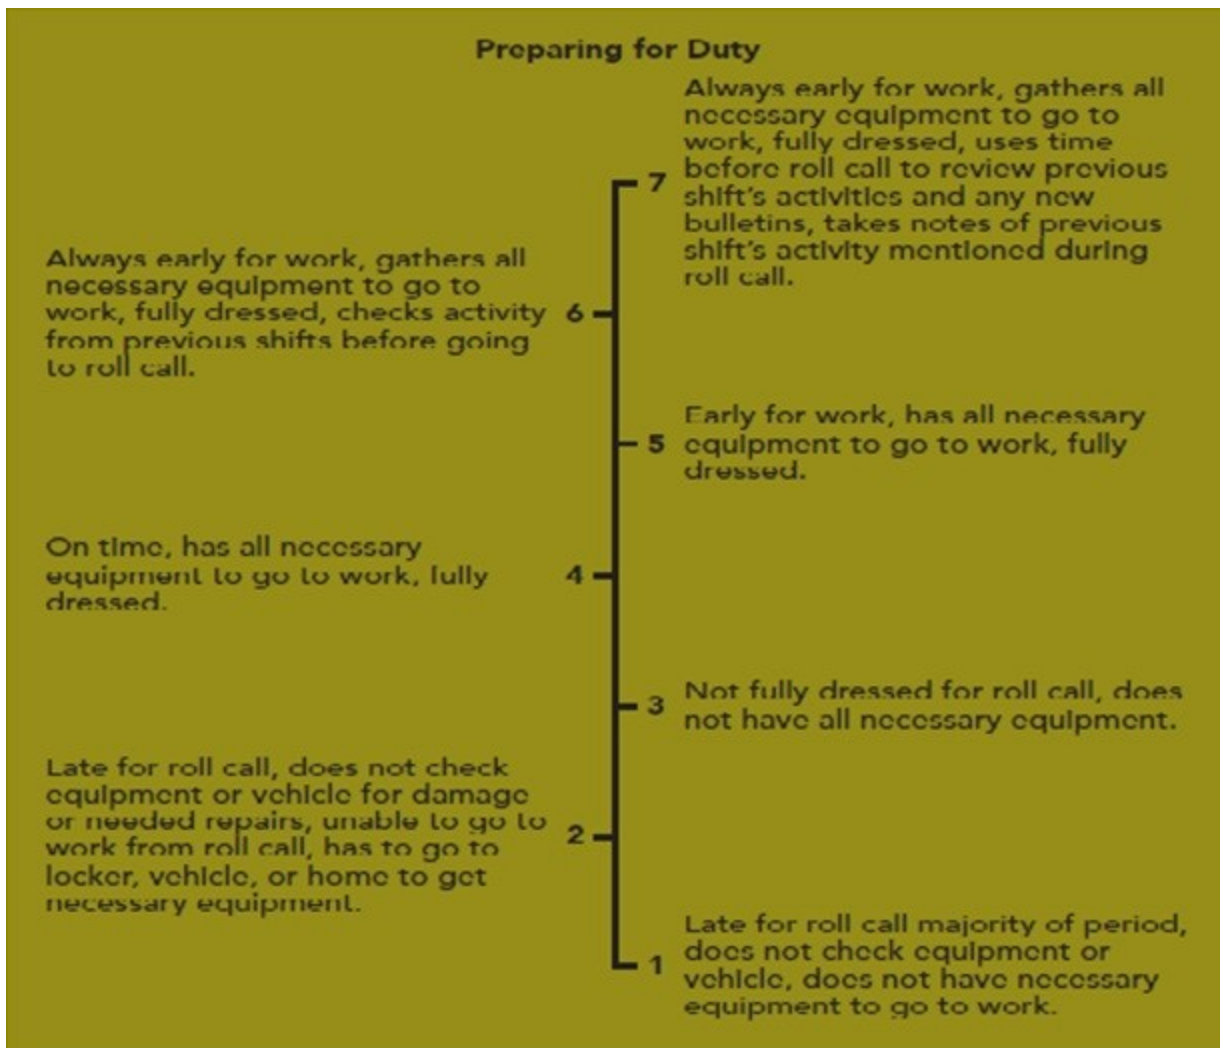 Preparing for Duty
7
Always early for work, gathers all
necessary equipment to go to
work, fully dressed, uses time
before roll call to review previous
shift's activities and any new
bulletins, takes notes of previous
shift's activity mentioned during
roll call.
Always early for work, gathers all
necessary equipment to go to
work, fully dressed, checks activity
from previous shifts before going
to roll call.
6
5
Early for work, has all necessary
equipment to go to work, fully
dressed.
On time, has all necessary
equipment to go to work, fully
dressed.
4
3
Not fully dressed for roll call, does
not have all necessary equipment.
Late for roll call, does not check
equipment or vehicle for damage
or needed repairs, unable to go to
work from roll call, has to go to
locker, vehicle, or home to get
necessary equipment.
2
1
Late for roll call majority of period,
does not check equipment or
vehicle, does not have necessary
equipment to go to work.